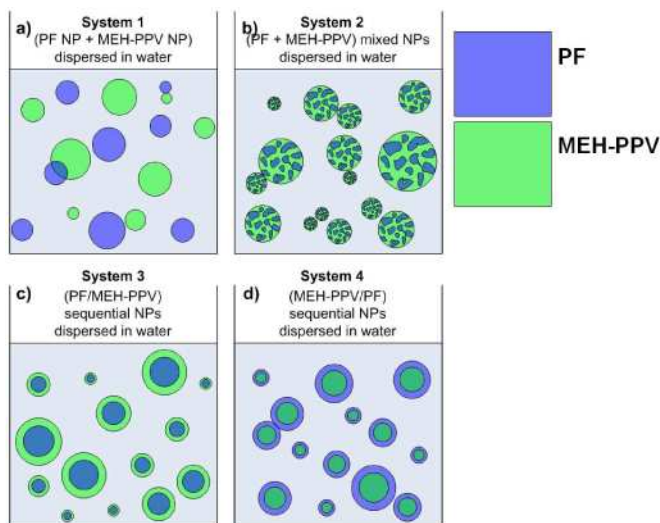 System 1
a)
(PF NP + MEH-PPV NP)
dispersed in water
System 2
b)
(PF + MEH-PPV) mixed NPs
dispersed in water
PF
MEH-PPV
System 3
c)
(PF/MEH-PPV)
sequential NPs
dispersed in water
System 4
d)
(MEH-PPV/PF)
sequential NPs
dispersed in water